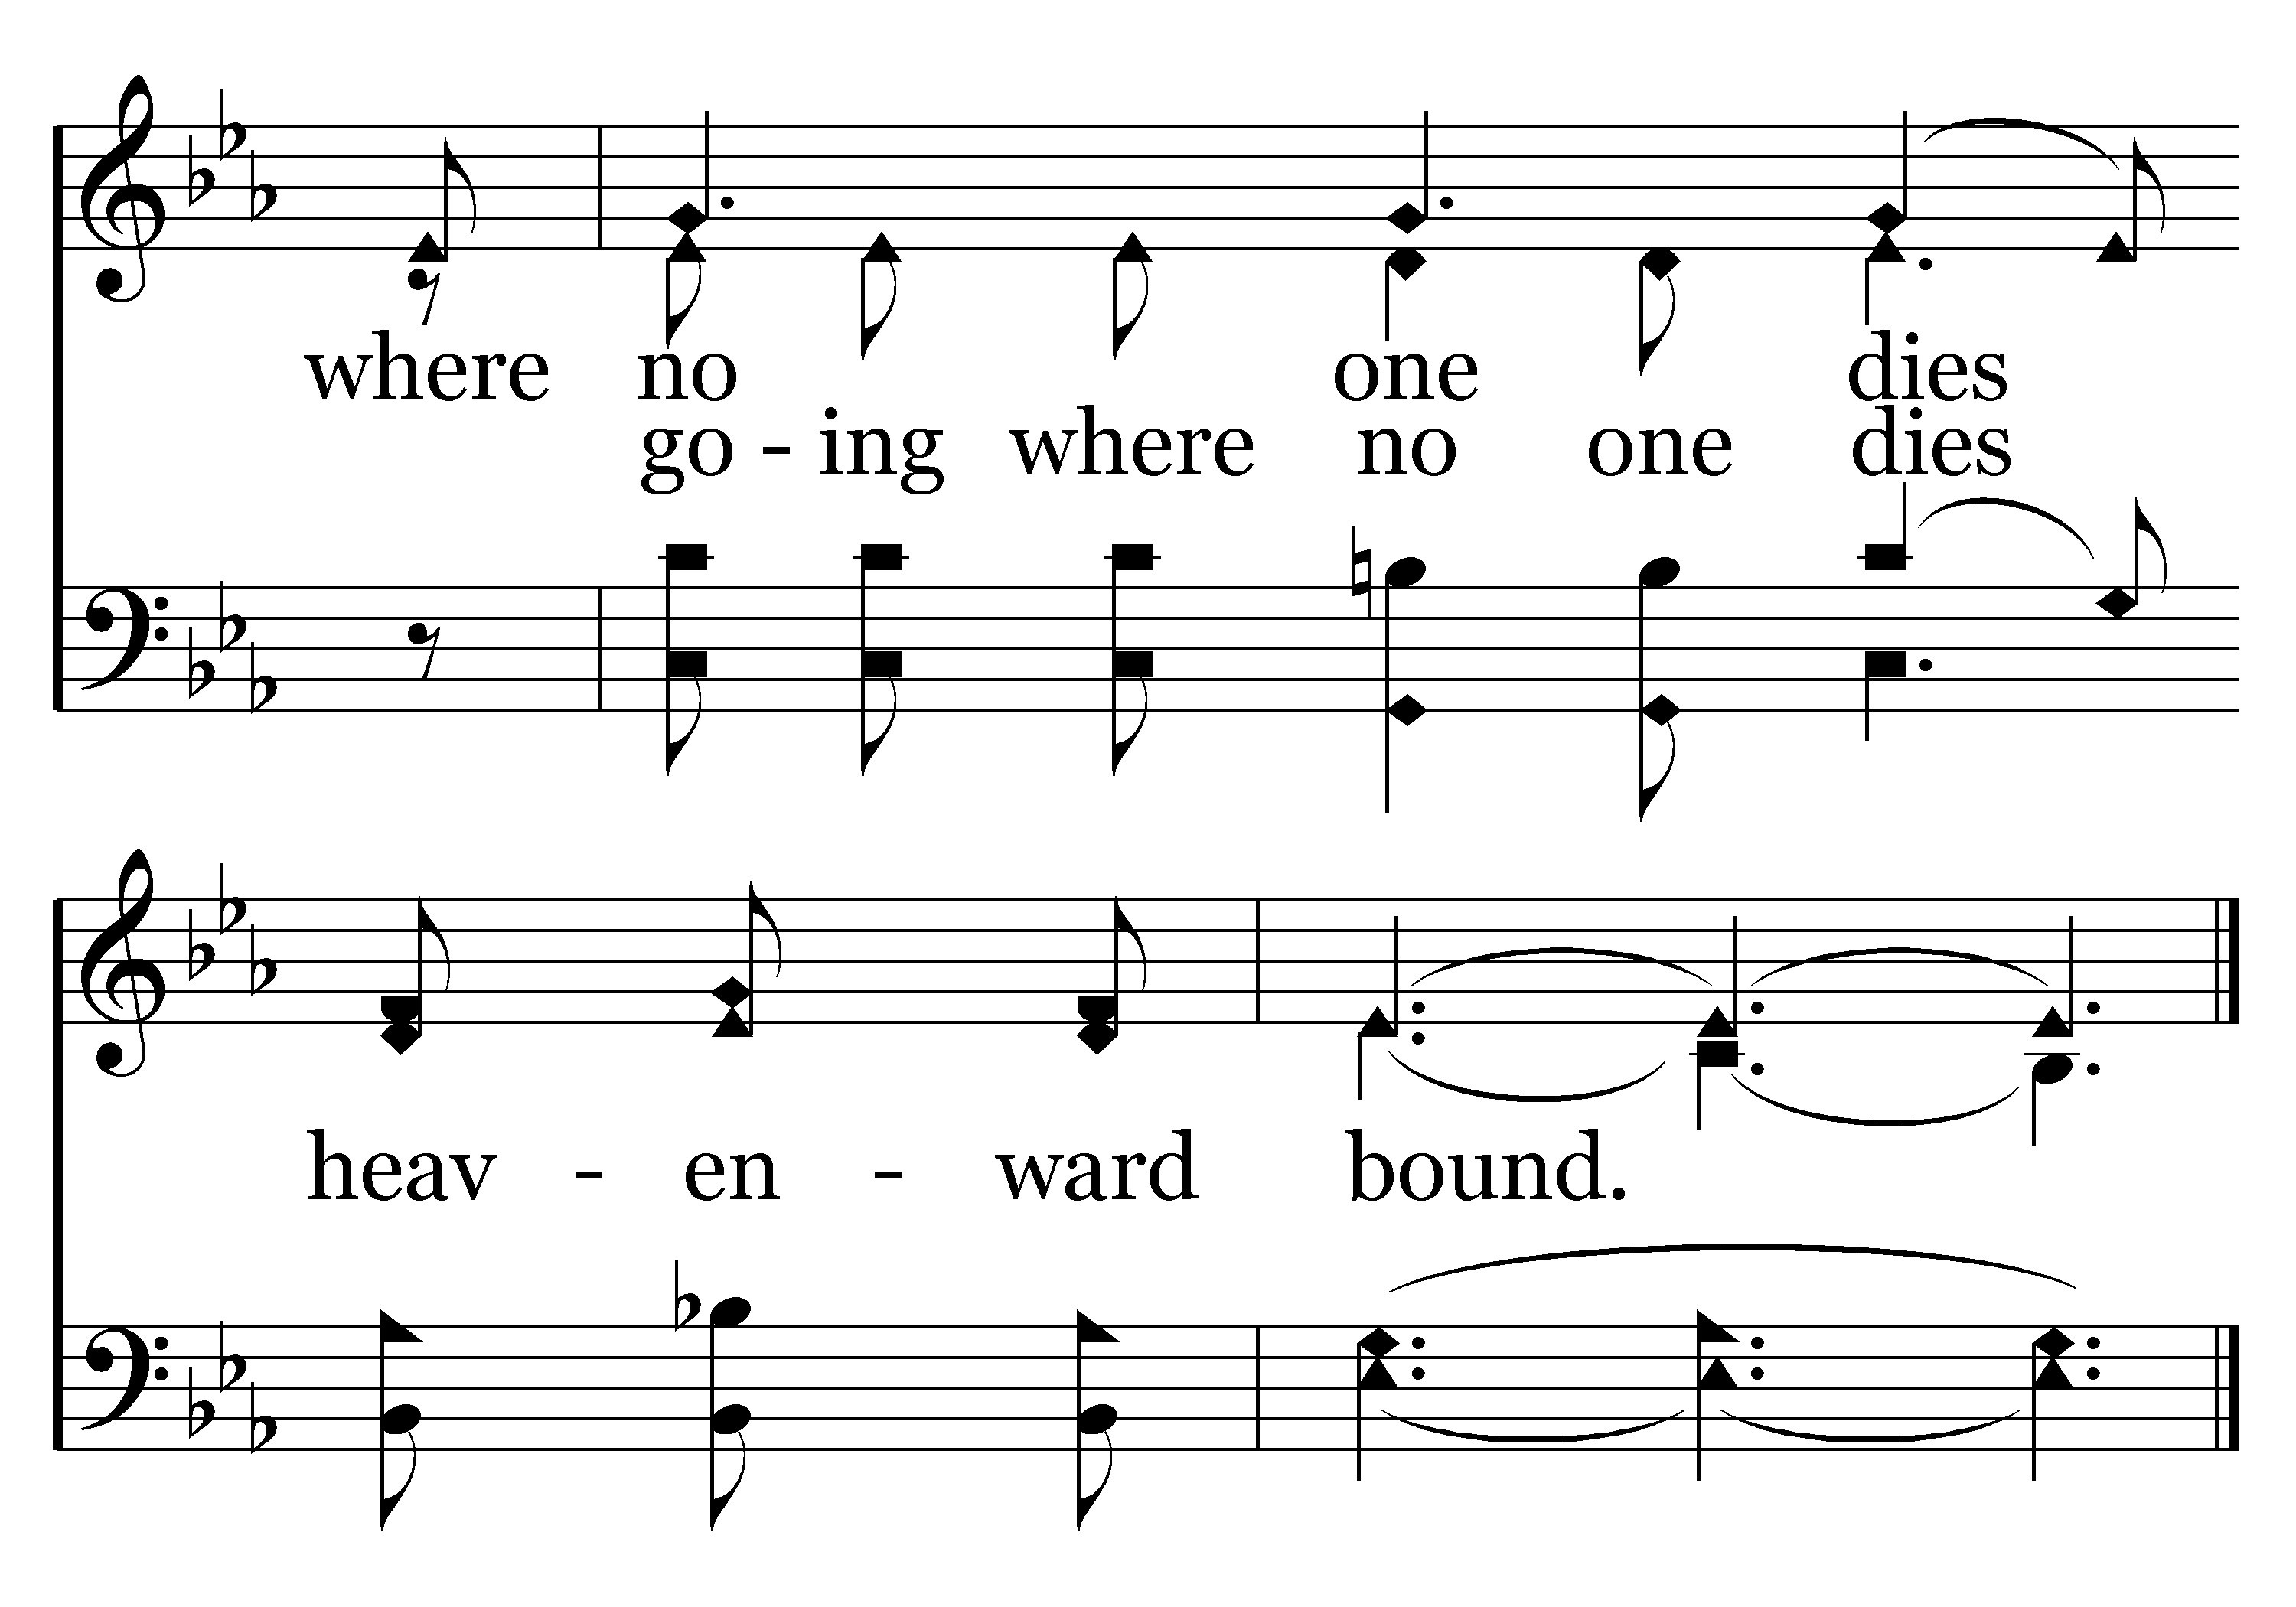 where no one dies
go - ing where no one dies
heav - en - ward bound.